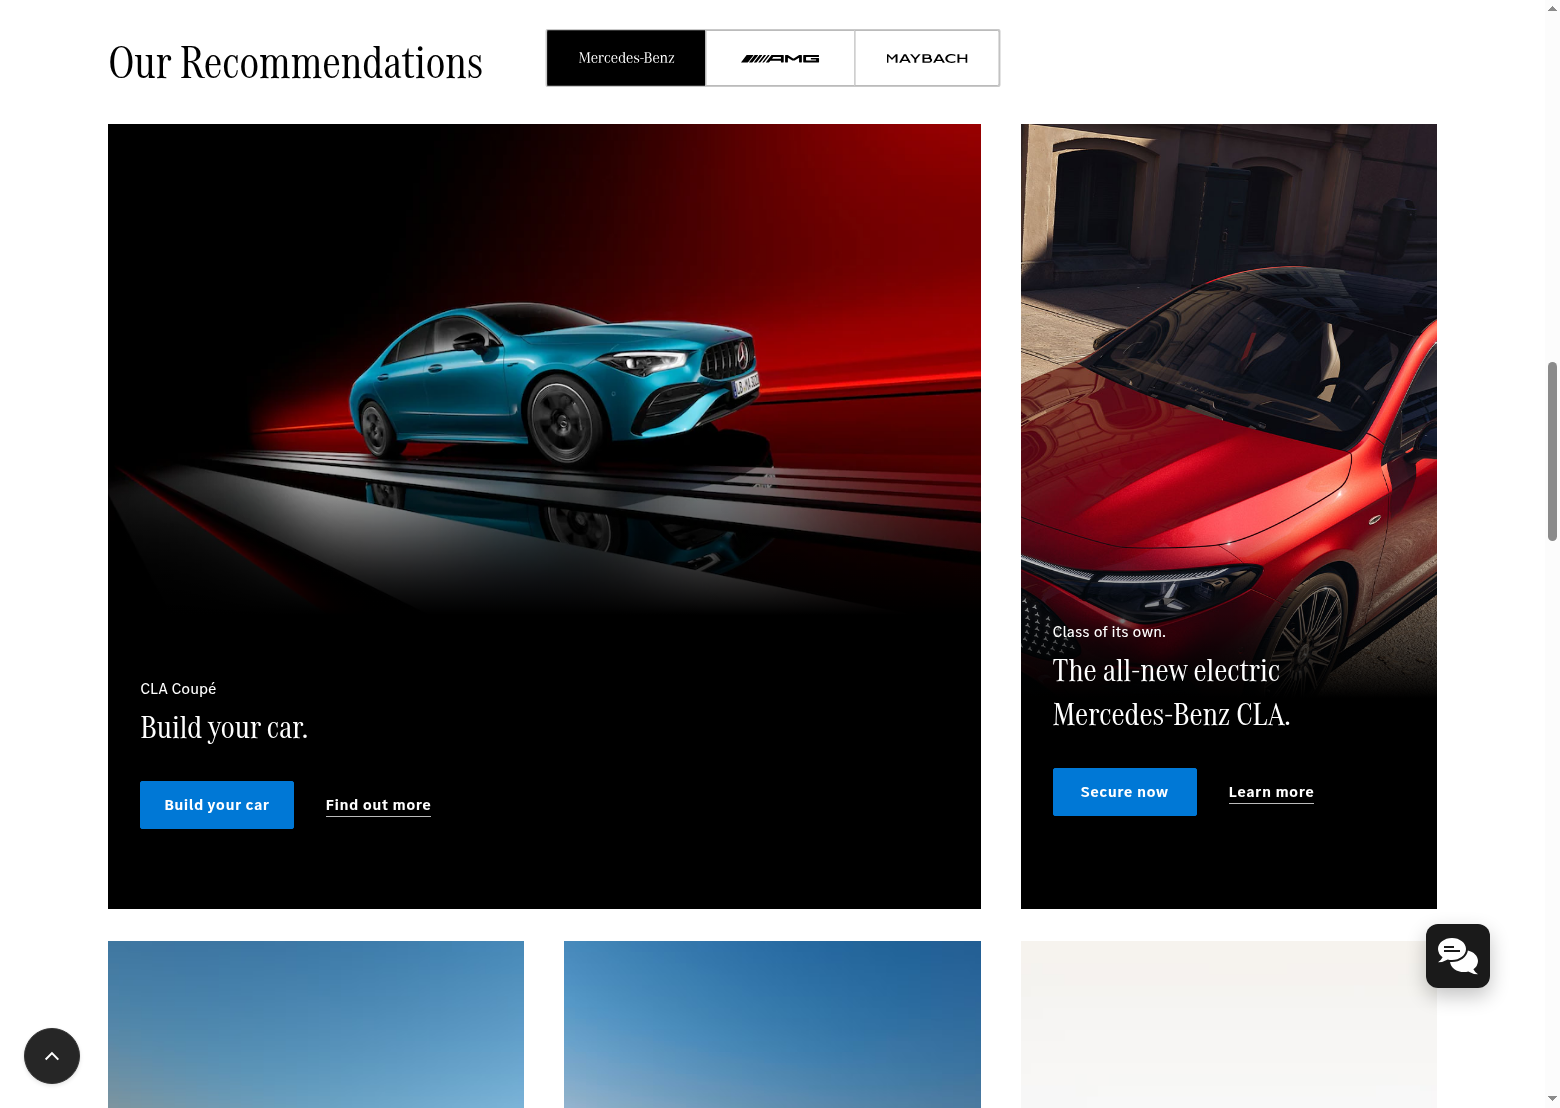 Our Recommendations
Mercedes-Benz
AMG
MAYBACH
CLA Coupé
Build your car.
Build your car
Find out more
Class of its own.
The all-new electric
Mercedes-Benz CLA.
Secure now
Learn more